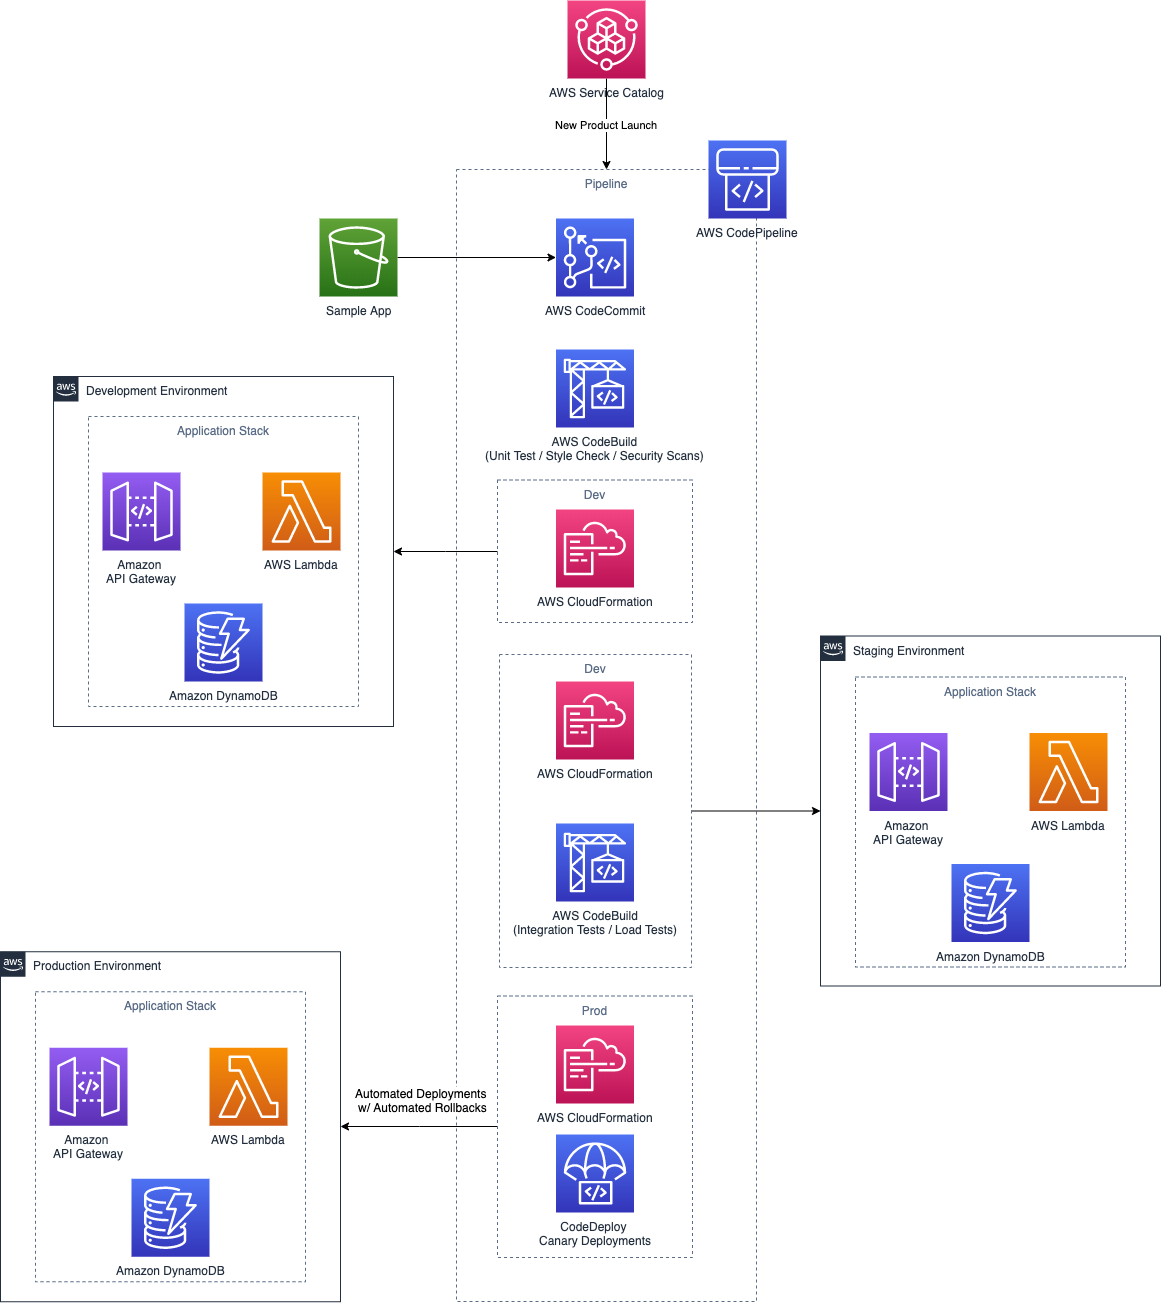 AWS Service Catalog
New Product Launch
Pipeline
AWS CodePipeline
Sample App
AWS CodeCommit
AWS CodeBuild
(Unit Test / Style Check / Security Scans)
aws
Development Environment
Application Stack
Amazon
API Gateway
AWS Lambda
Amazon DynamoDB
Dev
AWS CloudFormation
Dev
AWS CloudFormation
AWS CodeBuild
(Integration Tests / Load Tests)
aws
Staging Environment
Application Stack
Amazon
API Gateway
AWS Lambda
Amazon DynamoDB
aws
Production Environment
Application Stack
Amazon
API Gateway
AWS Lambda
Amazon DynamoDB
Automated Deployments
w/ Automated Rollbacks
Prod
AWS CloudFormation
CodeDeploy
Canary Deployments